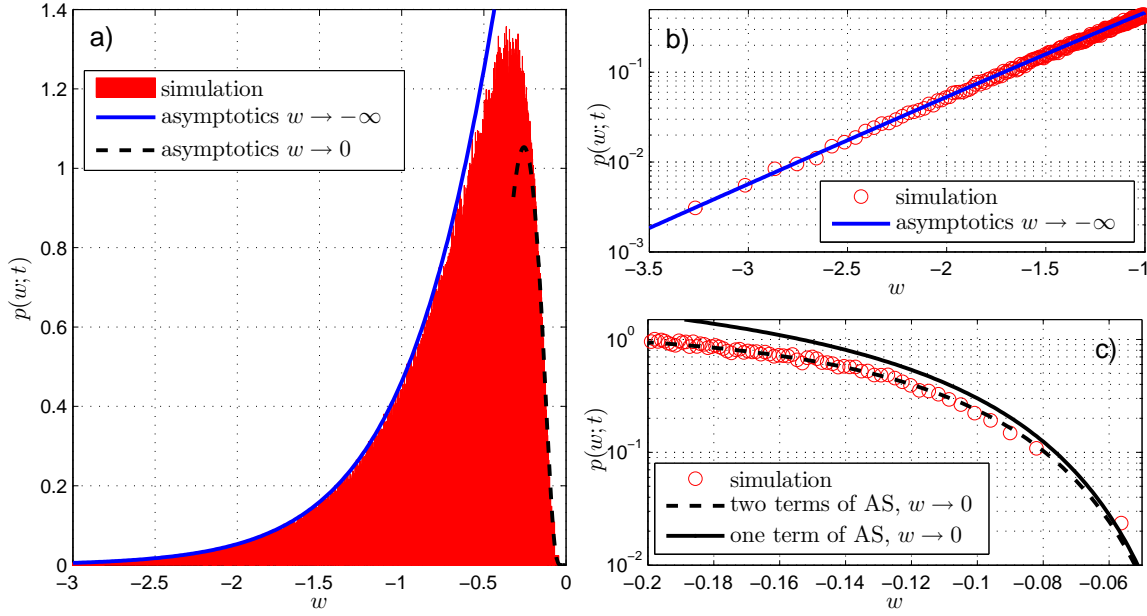 a)
1.4
1.2
1
0.8
0.6
0.4
0.2
0
p(w; t)
simulation
asymptotics w → −∞
asymptotics w → 0
−3 −2.5 −2 −1.5 −1 −0.5 0
w
b)
10⁻¹
10⁻²
10⁻³
p(w; t)
simulation
asymptotics w → −∞
−3.5 −3 −2.5 −2 −1.5 −1
w
c)
10⁰
10⁻¹
10⁻²
p(w; t)
simulation
two terms of AS, w → 0
one term of AS, w → 0
−0.2 −0.18 −0.16 −0.14 −0.12 −0.1 −0.08 −0.06
w